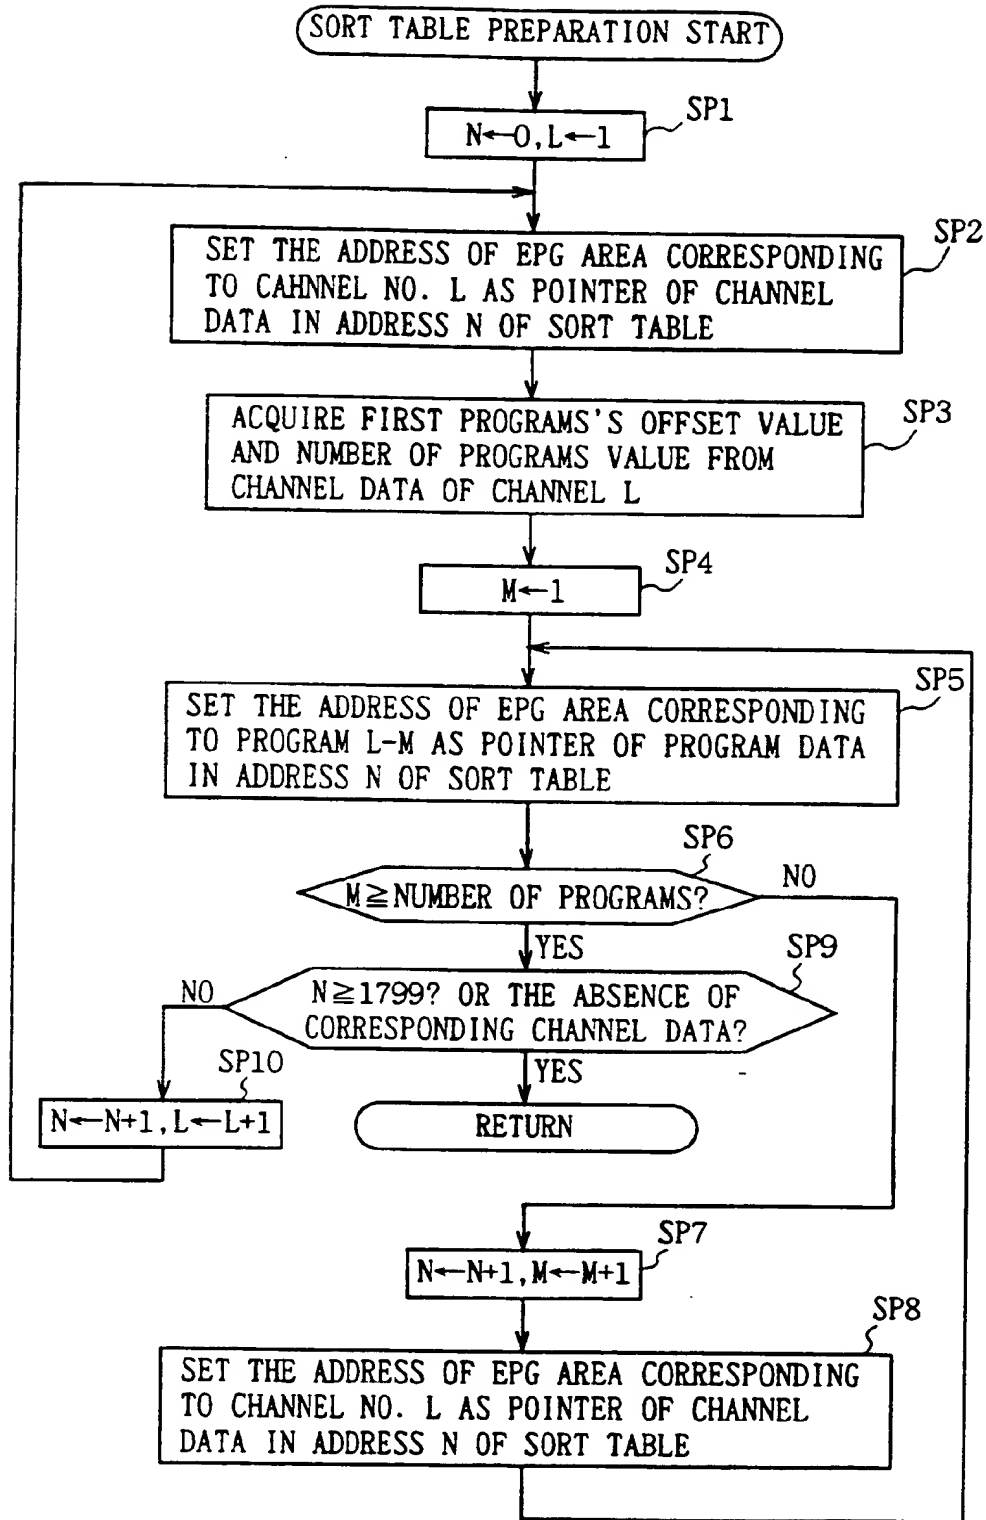 SORT TABLE PREPARATION START
SP1
N←0,L←1
SP2
SET THE ADDRESS OF EPG AREA CORRESPONDING
TO CAHNNEL NO. L AS POINTER OF CHANNEL
DATA IN ADDRESS N OF SORT TABLE
SP3
ACQUIRE FIRST PROGRAMS'S OFFSET VALUE
AND NUMBER OF PROGRAMS VALUE FROM
CHANNEL DATA OF CHANNEL L
SP4
M←1
SP5
SET THE ADDRESS OF EPG AREA CORRESPONDING
TO PROGRAM L-M AS POINTER OF PROGRAM DATA
IN ADDRESS N OF SORT TABLE
SP6
M≧NUMBER OF PROGRAMS?
NO
YES
SP9
N≧1799? OR THE ABSENCE OF
CORRESPONDING CHANNEL DATA?
NO
YES
SP10
N←N+1,L←L+1
RETURN
SP7
N←N+1,M←M+1
SP8
SET THE ADDRESS OF EPG AREA CORRESPONDING
TO CHANNEL NO. L AS POINTER OF CHANNEL
DATA IN ADDRESS N OF SORT TABLE